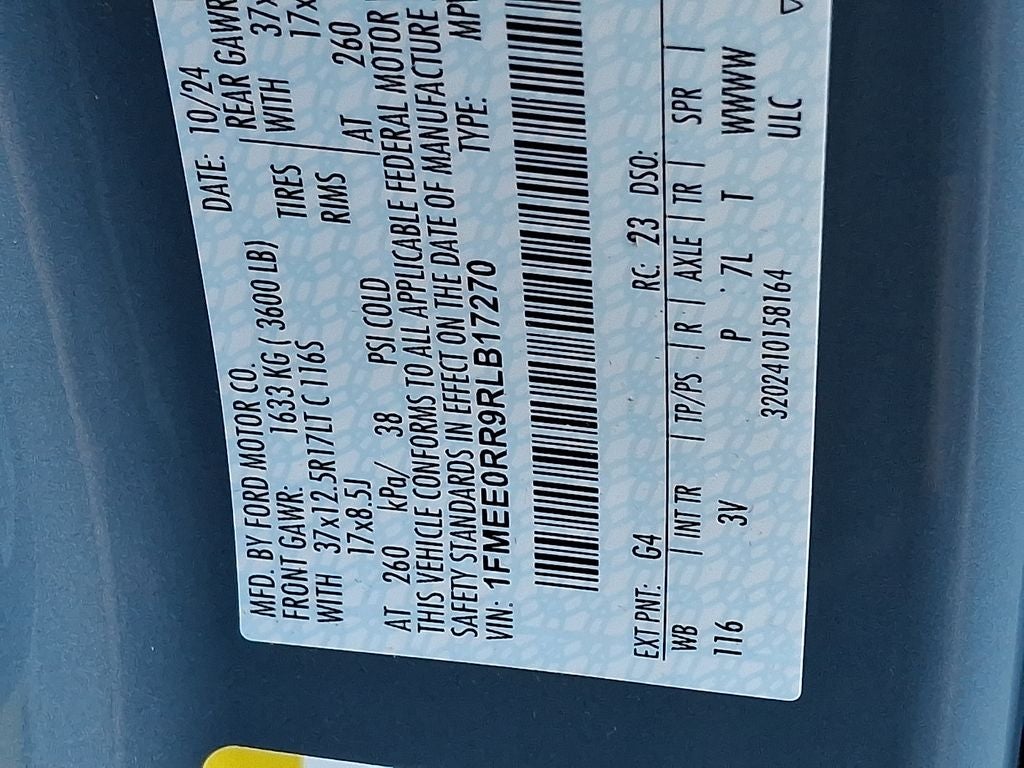 MFD. BY FORD MOTOR CO. DATE: 10/24
FRONT GAWR: 1633 KG ( 3600 LB) REAR GAWR
WITH 37x12.5R17LT C 116S TIRES WITH 37x
17x8.5J RIMS 17x
AT 260 kPa/ 38 PSI COLD AT 260
THIS VEHICLE CONFORMS TO ALL APPLICABLE FEDERAL MOTOR
SAFETY STANDARDS IN EFFECT ON THE DATE OF MANUFACTURE
VIN: 1FMEE0RR9RLB17270 TYPE: MPV
EXT PNT: G4 RC: 23 DSO:
WB | INT TR | TP/PS | R | AXLE | TR | SPR |
116 3V P 7L T WWWW
3202410158164 ULC